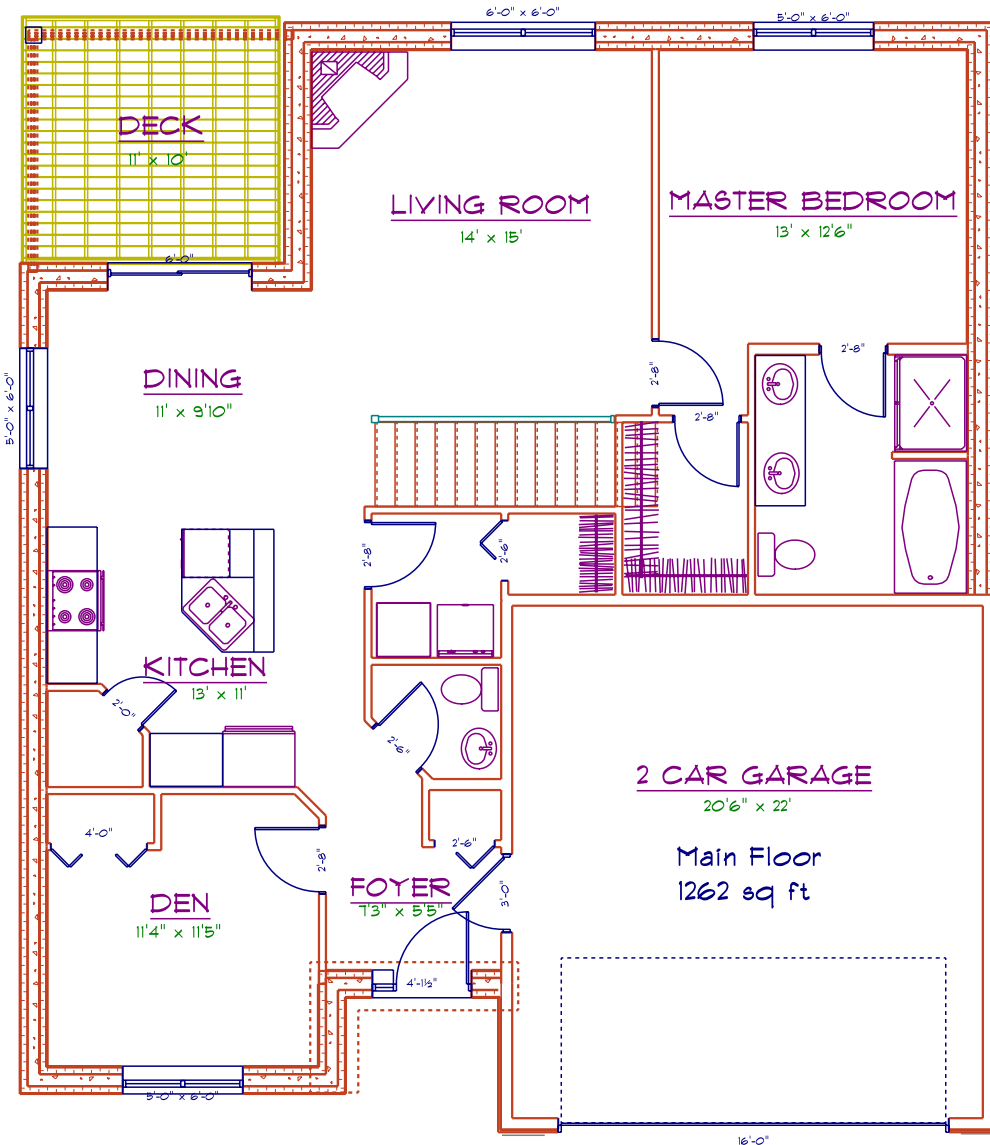 6'-0" x 6'-0"
5'-0" x 6'-0"
DECK
11' x 10'
LIVING ROOM
14' x 15'
MASTER BEDROOM
13' x 12'6"
6'-0"
5'-0" x 6'-0"
DINING
11' x 9'10"
2'-8"
2'-8"
2'-8"
2'-8"
2'-6"
KITCHEN
13' x 11'
2'-0"
2'-6"
2 CAR GARAGE
20'6" x 22'
4'-0"
2'-8"
2'-6"
Main Floor
1262 sq ft
DEN
11'4" x 11'5"
FOYER
7'3" x 5'5"
3'-0"
4'-1½"
5'-0" x 6'-0"
16'-0"